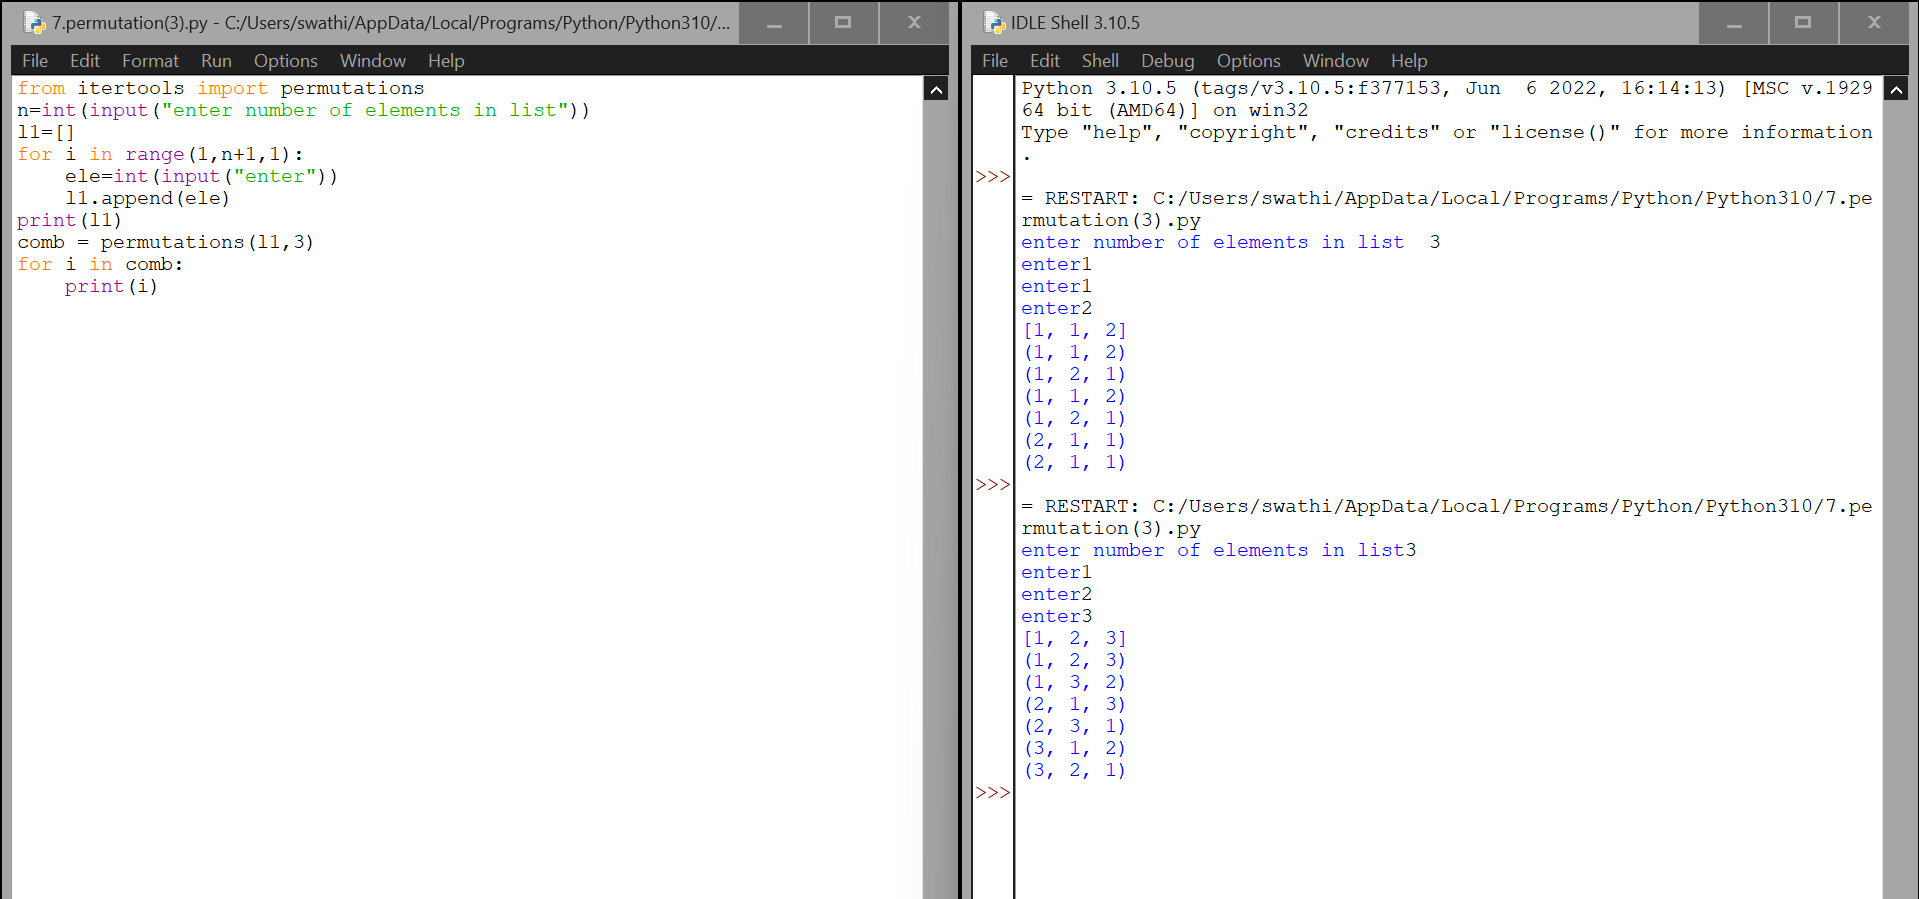 7.permutation(3).py - C:/Users/swathi/AppData/Local/Programs/Python/Python310/...
File Edit Format Run Options Window Help
from itertools import permutations
n=int(input("enter number of elements in list"))
l1=[]
for i in range(1,n+1,1):
    ele=int(input("enter"))
    l1.append(ele)
print(l1)
comb = permutations(l1,3)
for i in comb:
    print(i)
IDLE Shell 3.10.5
File Edit Shell Debug Options Window Help
Python 3.10.5 (tags/v3.10.5:f377153, Jun  6 2022, 16:14:13) [MSC v.1929
64 bit (AMD64)] on win32
Type "help", "copyright", "credits" or "license()" for more information
.
>>>
= RESTART: C:/Users/swathi/AppData/Local/Programs/Python/Python310/7.pe
rmutation(3).py
enter number of elements in list  3
enter1
enter1
enter2
[1, 1, 2]
(1, 1, 2)
(1, 2, 1)
(1, 1, 2)
(1, 2, 1)
(2, 1, 1)
(2, 1, 1)
>>>
= RESTART: C:/Users/swathi/AppData/Local/Programs/Python/Python310/7.pe
rmutation(3).py
enter number of elements in list3
enter1
enter2
enter3
[1, 2, 3]
(1, 2, 3)
(1, 3, 2)
(2, 1, 3)
(2, 3, 1)
(3, 1, 2)
(3, 2, 1)
>>>